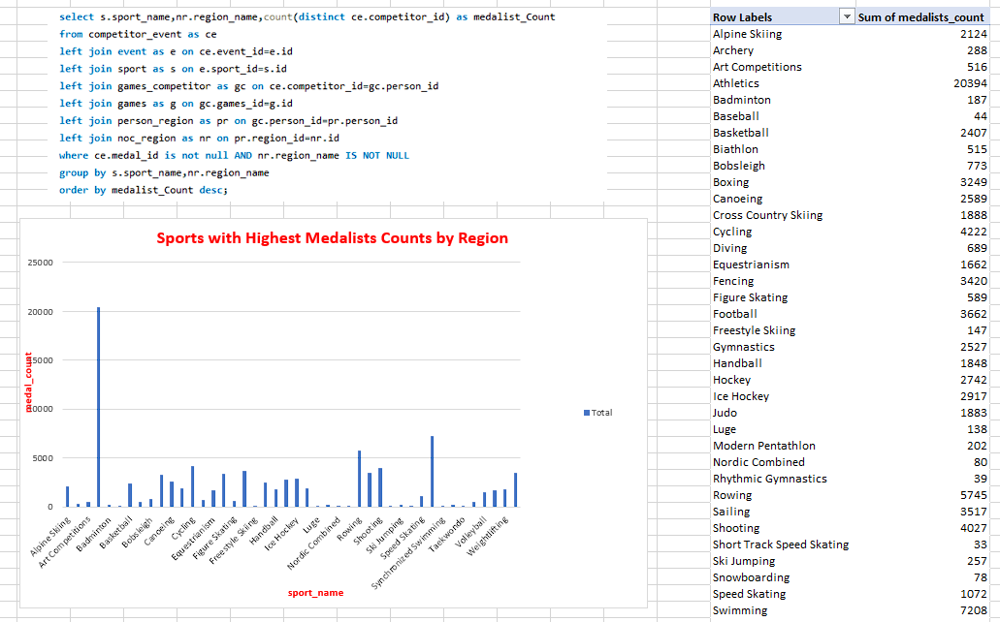 select s.sport_name,nr.region_name,count(distinct ce.competitor_id) as medalist_Count
from competitor_event as ce
left join event as e on ce.event_id=e.id
left join sport as s on e.sport_id=s.id
left join games_competitor as gc on ce.competitor_id=gc.person_id
left join games as g on gc.games_id=g.id
left join person_region as pr on gc.person_id=pr.person_id
left join noc_region as nr on pr.region_id=nr.id
where ce.medal_id is not null AND nr.region_name IS NOT NULL
group by s.sport_name,nr.region_name
order by medalist_Count desc;
Sports with Highest Medalists Counts by Region
25000
20000
15000
10000
5000
0
medal_count
Alpine Skiing
Art Competitions
Badminton
Basketball
Bobsleigh
Canoeing
Cycling
Equestrianism
Figure Skating
Freestyle Skiing
Handball
Ice Hockey
Luge
Nordic Combined
Rowing
Shooting
Ski Jumping
Speed Skating
Synchronized Swimming
Taekwondo
Volleyball
Weightlifting
sport_name
Total
Row Labels Sum of medalists_count
Alpine Skiing 2124
Archery 288
Art Competitions 516
Athletics 20394
Badminton 187
Baseball 44
Basketball 2407
Biathlon 515
Bobsleigh 773
Boxing 3249
Canoeing 2589
Cross Country Skiing 1888
Cycling 4222
Diving 689
Equestrianism 1662
Fencing 3420
Figure Skating 589
Football 3662
Freestyle Skiing 147
Gymnastics 2527
Handball 1848
Hockey 2742
Ice Hockey 2917
Judo 1883
Luge 138
Modern Pentathlon 202
Nordic Combined 80
Rhythmic Gymnastics 39
Rowing 5745
Sailing 3517
Shooting 4027
Short Track Speed Skating 33
Ski Jumping 257
Snowboarding 78
Speed Skating 1072
Swimming 7208